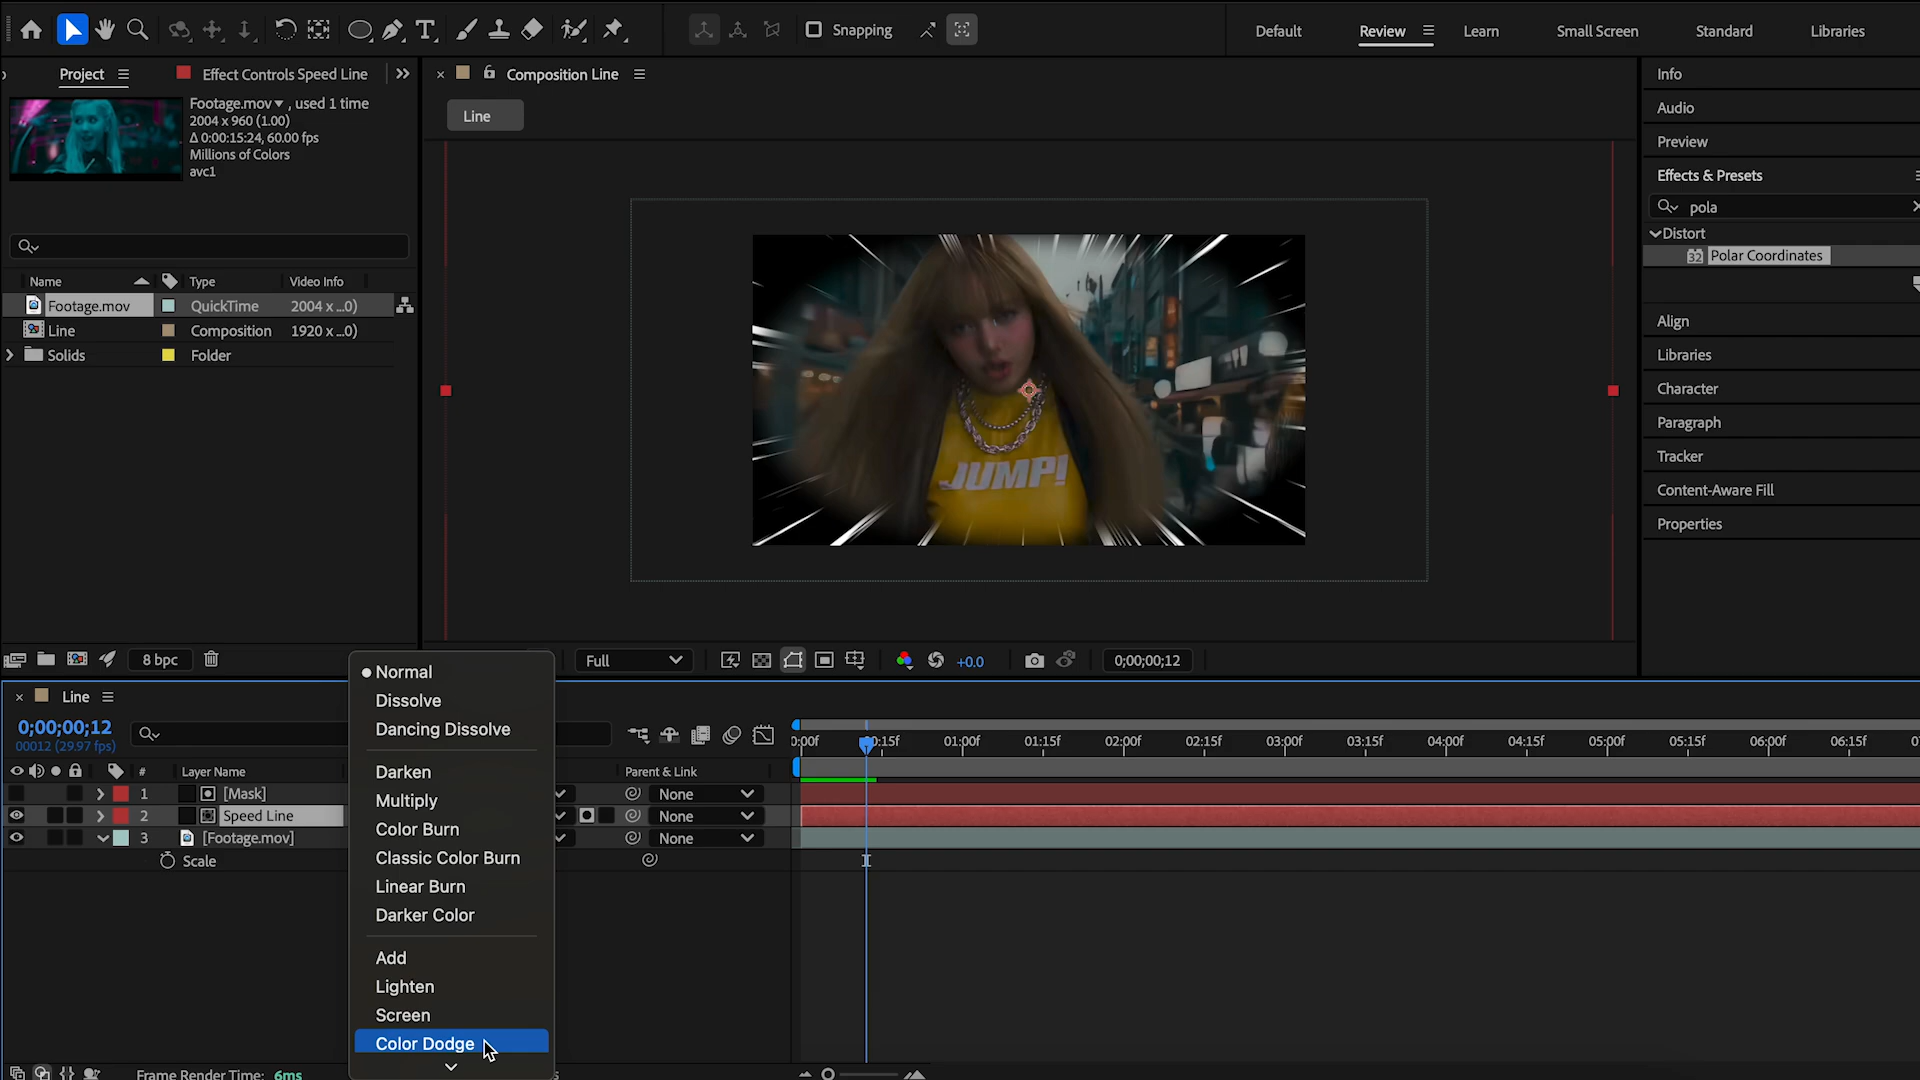 Snapping
Default
Review
Learn
Small Screen
Standard
Libraries
Project
Effect Controls Speed Line
Composition Line
Info
Footage.mov , used 1 time
2004 x 960 (1.00)
Δ 0:00:15:24, 60.00 fps
Millions of Colors
avc1
Line
Audio
Preview
Effects & Presets
pola
Distort
32 Polar Coordinates
Name Type Video Info
Footage.mov QuickTime 2004 x ...0)
Line Composition 1920 x ...0)
Solids Folder
Align
Libraries
Character
Paragraph
Tracker
Content-Aware Fill
Properties
JUMP!
8 bpc
Full
+0.0
0;00;00;12
Line
0;00;00;12
00012 (29.97 fps)
# Layer Name
Parent & Link
1 [Mask] None
2 Speed Line None
3 [Footage.mov] None
Scale
Normal
Dissolve
Dancing Dissolve
Darken
Multiply
Color Burn
Classic Color Burn
Linear Burn
Darker Color
Add
Lighten
Screen
Color Dodge
01:00f 01:15f 02:00f 02:15f 03:00f 03:15f 04:00f 04:15f 05:00f 05:15f 06:00f 06:15f
Frame Render Time: 6ms